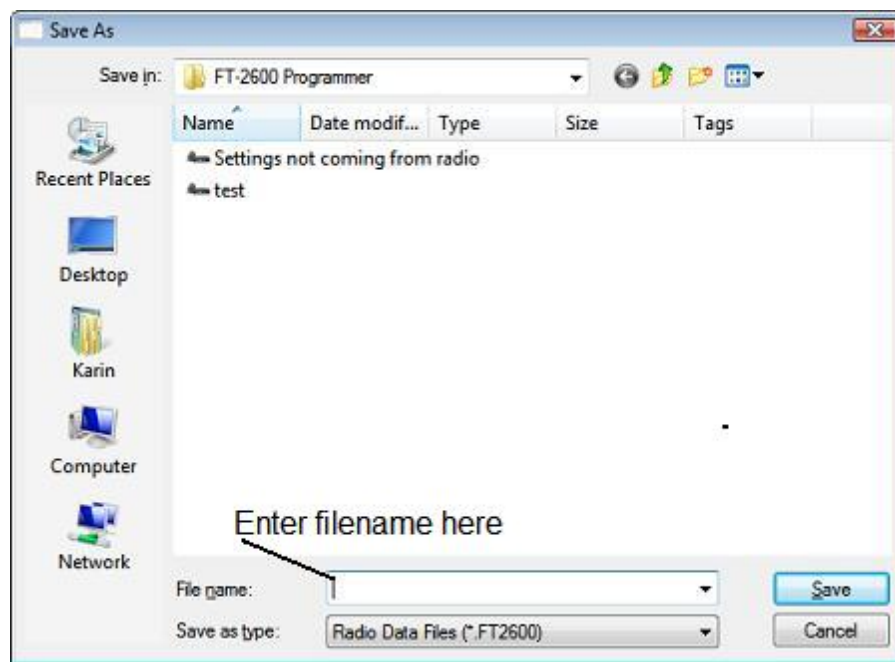 Save As
Save in: FT-2600 Programmer
Name Date modif... Type Size Tags
Settings not coming from radio
test
Recent Places
Desktop
Karin
Computer
Network
Enter filename here
File name: Save
Save as type: Radio Data Files (*.FT2600) Cancel